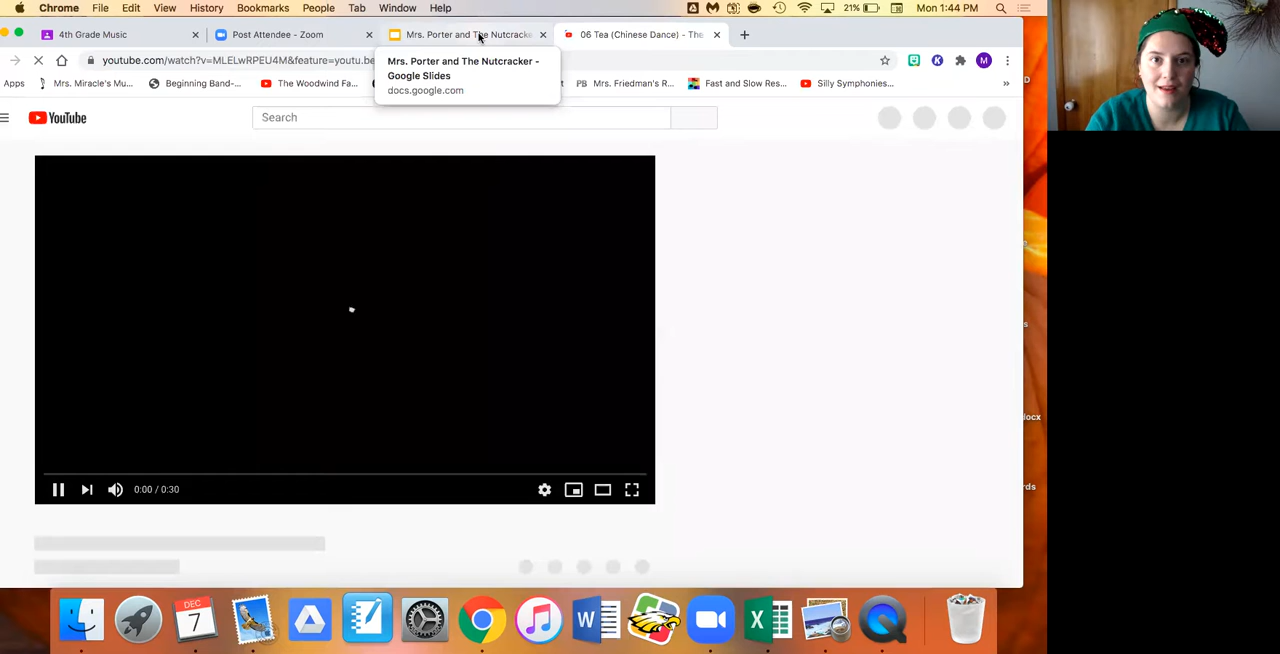 Chrome File Edit View History Bookmarks People Tab Window Help 21% Mon 1:44 PM
4th Grade Music Post Attendee - Zoom Mrs. Porter and The Nutcracke 06 Tea (Chinese Dance) - The
youtube.com/watch?v=MLELwRPEU4M&feature=youtu.be M
Mrs. Porter and The Nutcracker -
Google Slides
docs.google.com
Apps Mrs. Miracle's Mu... Beginning Band-... The Woodwind Fa... PB Mrs. Friedman's R... Fast and Slow Res... Silly Symphonies... »
YouTube Search
0:00 / 0:30
ocx
rds
DEC
7
W
X